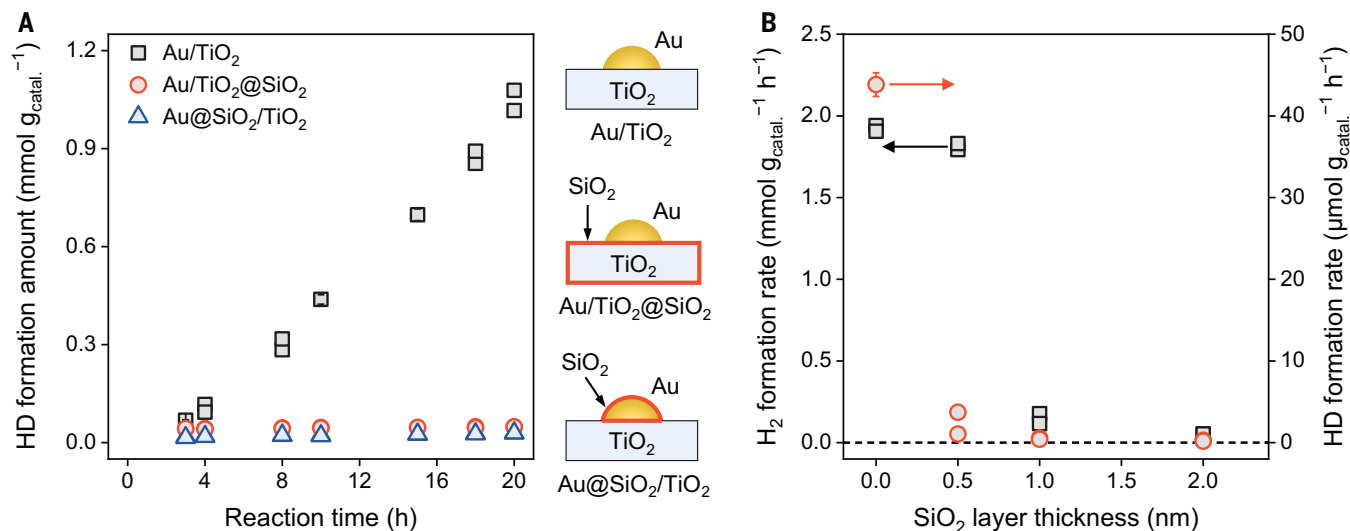 A
HD formation amount (mmol g_catal.⁻¹)
1.2
0.9
0.6
0.3
0.0
Au/TiO₂
Au/TiO₂@SiO₂
Au@SiO₂/TiO₂
0 4 8 12 16 20
Reaction time (h)
Au
TiO₂
Au/TiO₂
SiO₂
Au
TiO₂
Au/TiO₂@SiO₂
SiO₂
Au
TiO₂
Au@SiO₂/TiO₂
B
H₂ formation rate (mmol g_catal.⁻¹ h⁻¹)
2.5
2.0
1.5
1.0
0.5
0.0
0.0 0.5 1.0 1.5 2.0
SiO₂ layer thickness (nm)
50
40
30
20
10
0
HD formation rate (μmol g_catal.⁻¹ h⁻¹)